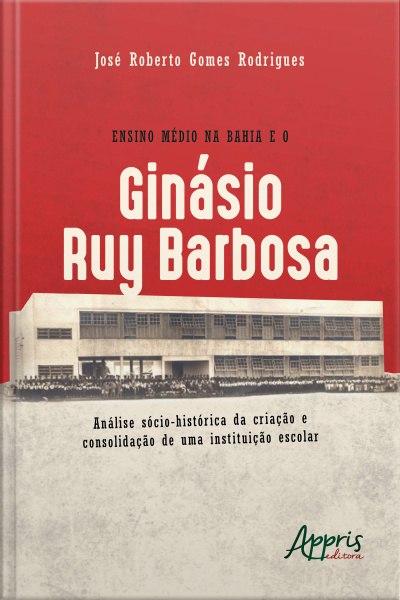 José Roberto Gomes Rodrigues
ENSINO MÉDIO NA BAHIA E O
Ginásio
Ruy Barbosa
Análise sócio-histórica da criação e
consolidação de uma instituição escolar
Appris
editora